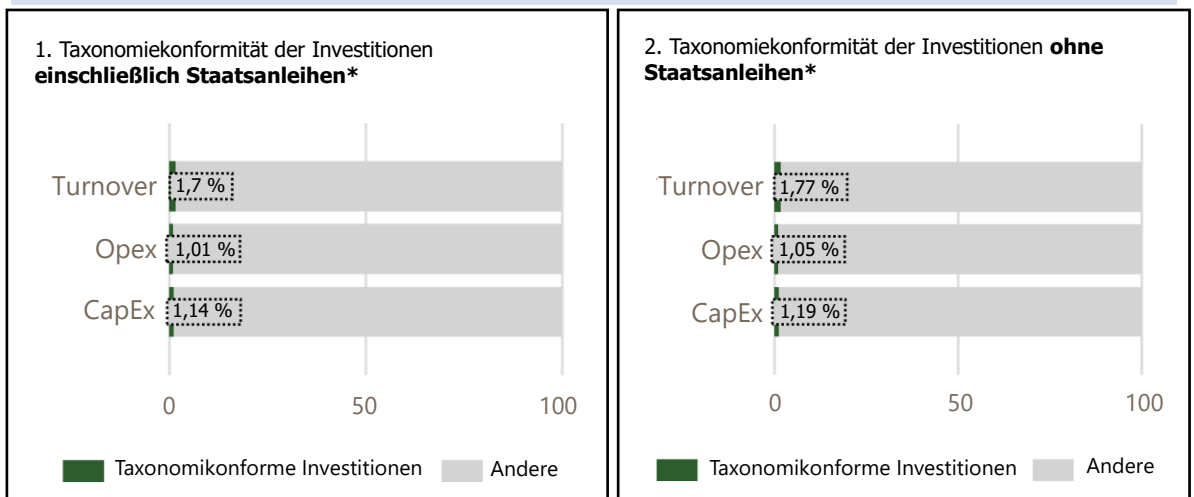 1. Taxonomiekonformität der Investitionen
einschließlich Staatsanleihen*
Turnover 1,7 %
Opex 1,01 %
CapEx 1,14 %
0 50 100
Taxonomikonforme Investitionen Andere
2. Taxonomiekonformität der Investitionen ohne
Staatsanleihen*
Turnover 1,77 %
Opex 1,05 %
CapEx 1,19 %
0 50 100
Taxonomikonforme Investitionen Andere